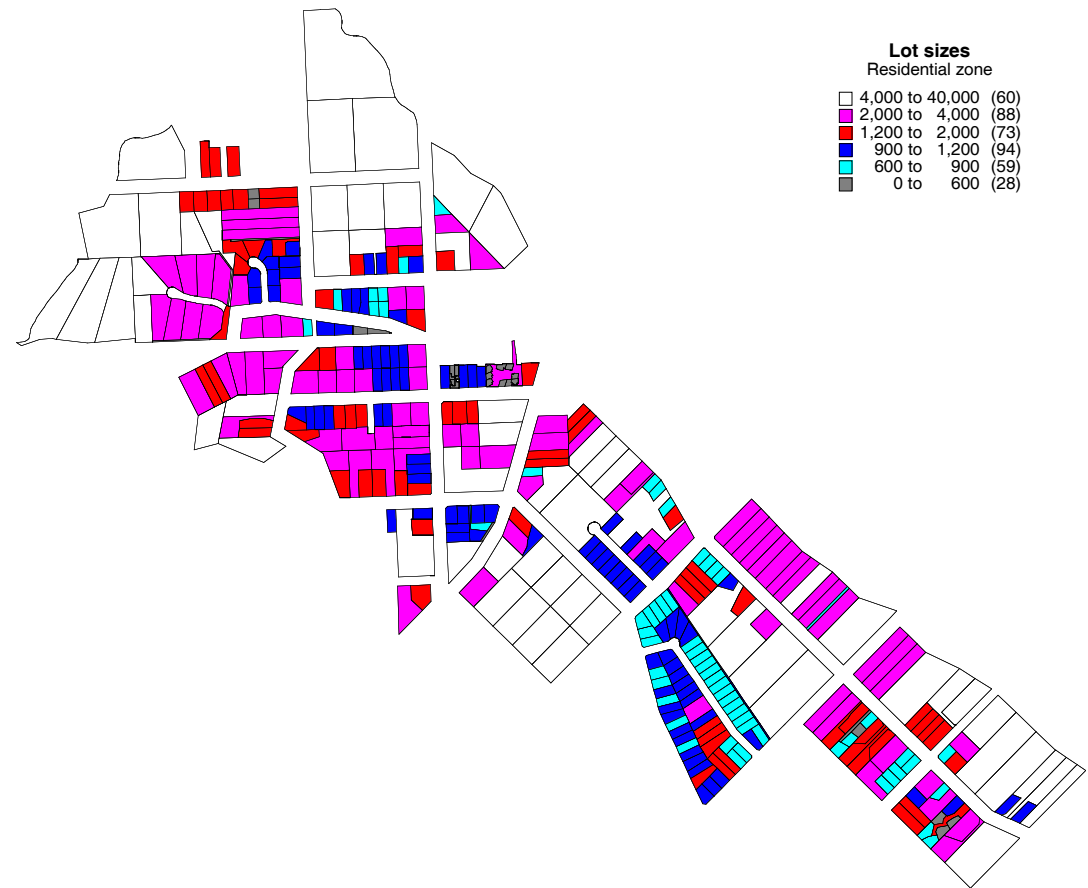 Lot sizes
Residential zone
4,000 to 40,000 (60)
2,000 to 4,000 (88)
1,200 to 2,000 (73)
900 to 1,200 (94)
600 to 900 (59)
0 to 600 (28)